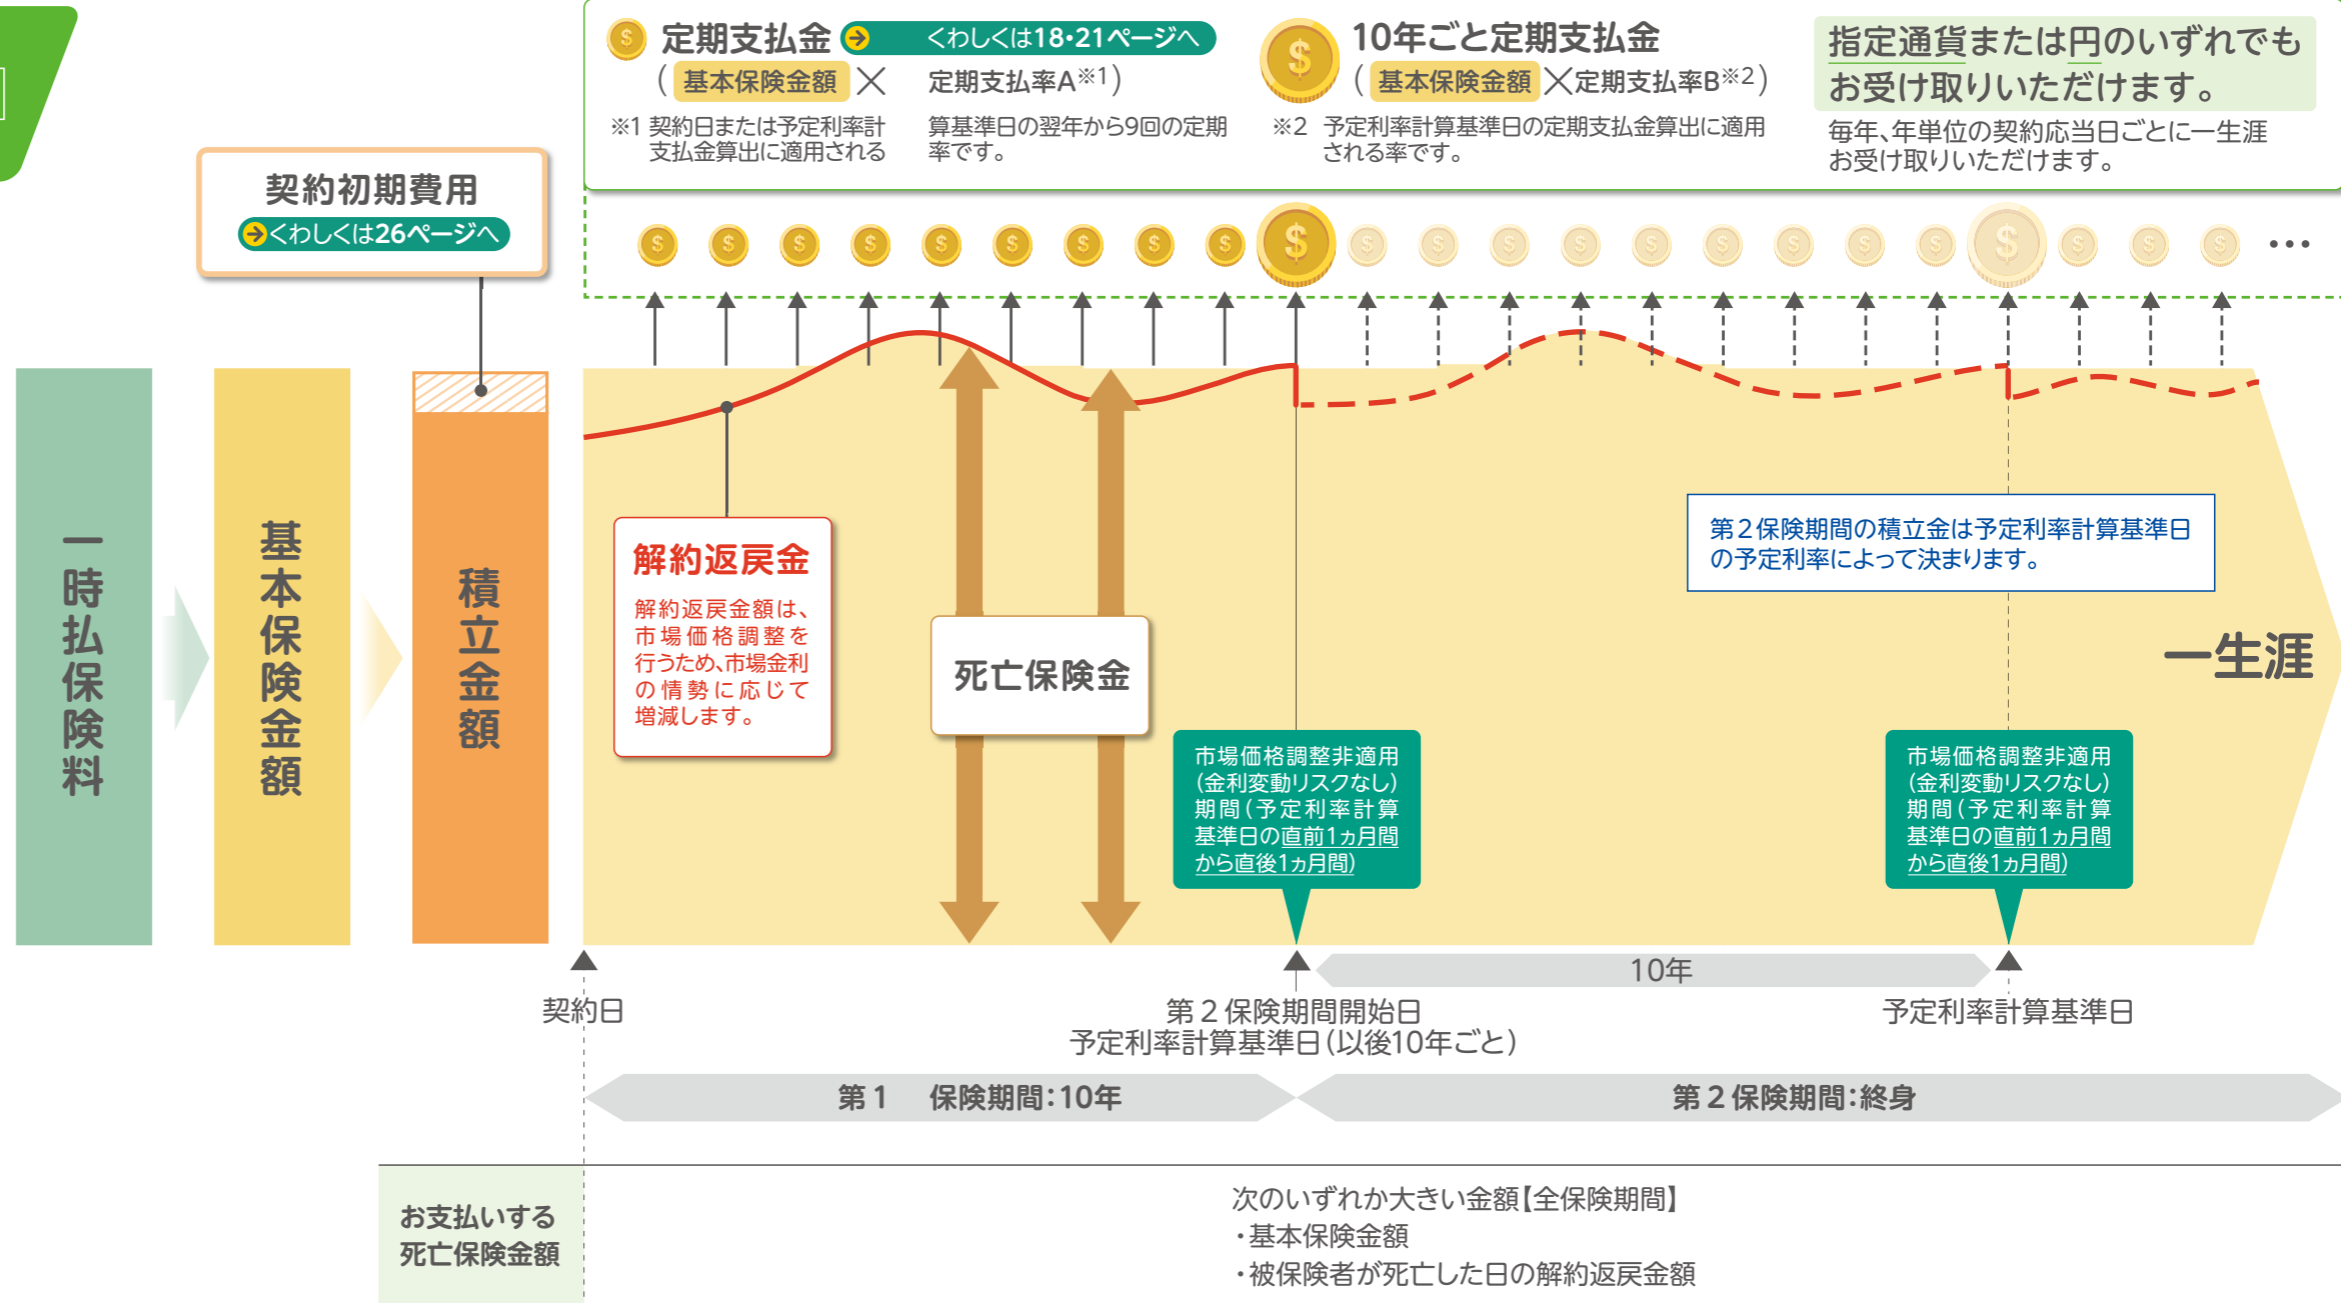 定期支払金 くわしくは18・21ページへ
(基本保険金額×定期支払率A※1)
※1 契約日または予定利率計算基準日の翌年から9回の定期
支払金算出に適用される率です。
10年ごと定期支払金
(基本保険金額×定期支払率B※2)
※2 予定利率計算基準日の定期支払金算出に適用
される率です。
指定通貨または円のいずれでも
お受け取りいただけます。
毎年、年単位の契約応当日ごとに一生涯
お受け取りいただけます。
契約初期費用
くわしくは26ページへ
…
一時払保険料
基本保険金額
積立金額
解約返戻金
解約返戻金額は、
市場価格調整を
行うため、市場金利
の情勢に応じて
増減します。
死亡保険金
第2保険期間の積立金は予定利率計算基準日
の予定利率によって決まります。
一生涯
市場価格調整非適用
(金利変動リスクなし)
期間(予定利率計算
基準日の直前1ヵ月間
から直後1ヵ月間)
市場価格調整非適用
(金利変動リスクなし)
期間(予定利率計算
基準日の直前1ヵ月間
から直後1ヵ月間)
10年
契約日
第2保険期間開始日
予定利率計算基準日(以後10年ごと)
予定利率計算基準日
第1 保険期間:10年
第2保険期間:終身
お支払いする
死亡保険金額
次のいずれか大きい金額【全保険期間】
・基本保険金額
・被保険者が死亡した日の解約返戻金額